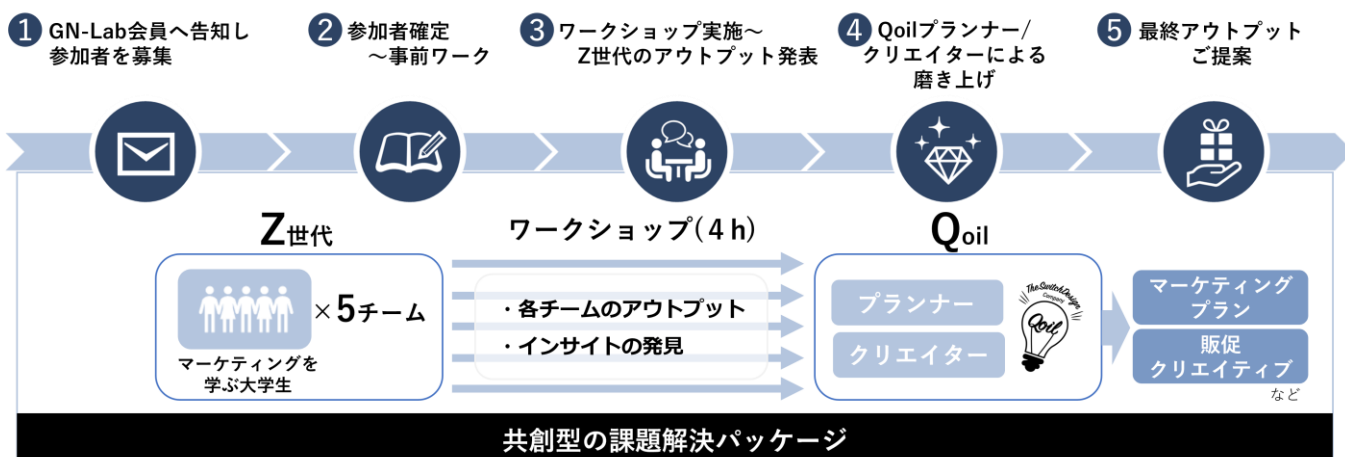 1 GN-Lab会員へ告知し
参加者を募集
2 参加者確定
～事前ワーク
3 ワークショップ実施～
Z世代のアウトプット発表
4 Qoilプランナー/
クリエイターによる
磨き上げ
5 最終アウトプット
ご提案
Z世代
×5チーム
マーケティングを
学ぶ大学生
ワークショップ(4h)
・各チームのアウトプット
・インサイトの発見
Qoil
プランナー
クリエイター
TheSwitchDesign
Company
Qoil
マーケティング
プラン
販促
クリエイティブ
など
共創型の課題解決パッケージ